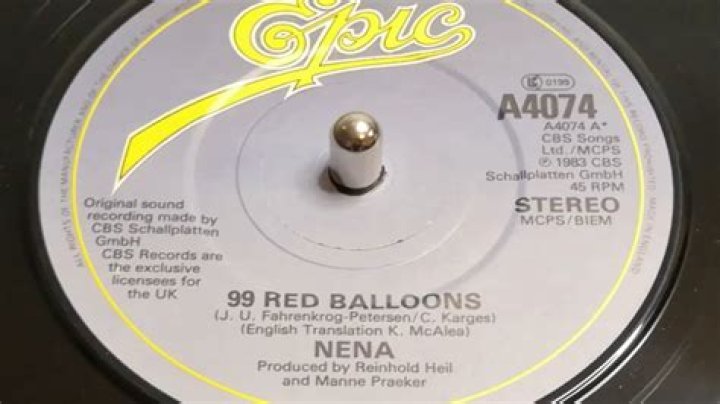 Epic
0195
A4074
A4074 A*
CBS Songs
Ltd./MCPS
℗ 1983 CBS
Schallplatten GmbH
45 RPM
STEREO
MCPS/BIEM
Original sound
recording made by
CBS Schallplatten
GmbH
CBS Records are
the exclusive
licensees for
the UK
99 RED BALLOONS
(J. U. Fahrenkrog-Petersen/C. Karges)
(English Translation K. McAlea)
NENA
Produced by Reinhold Heil
and Manne Praeker